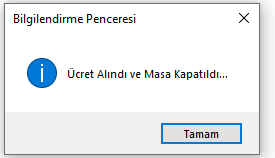 Bilgilendirme Penceresi
Ücret Alındı ve Masa Kapatıldı...
Tamam